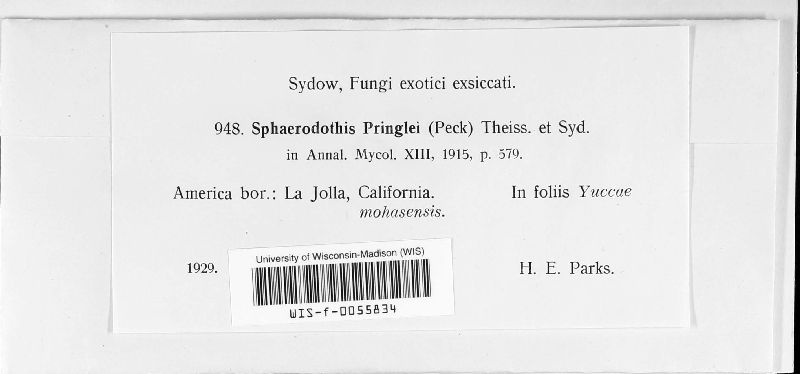 Sydow, Fungi exotici exsiccati.
948. Sphaerodothis Pringlei (Peck) Theiss. et Syd.
in Annal. Mycol. XIII, 1915, p. 579.
America bor.: La Jolla, California. In foliis Yuccae
mohasensis.
1929. H. E. Parks.
University of Wisconsin-Madison (WIS)
WIS-f-0055834